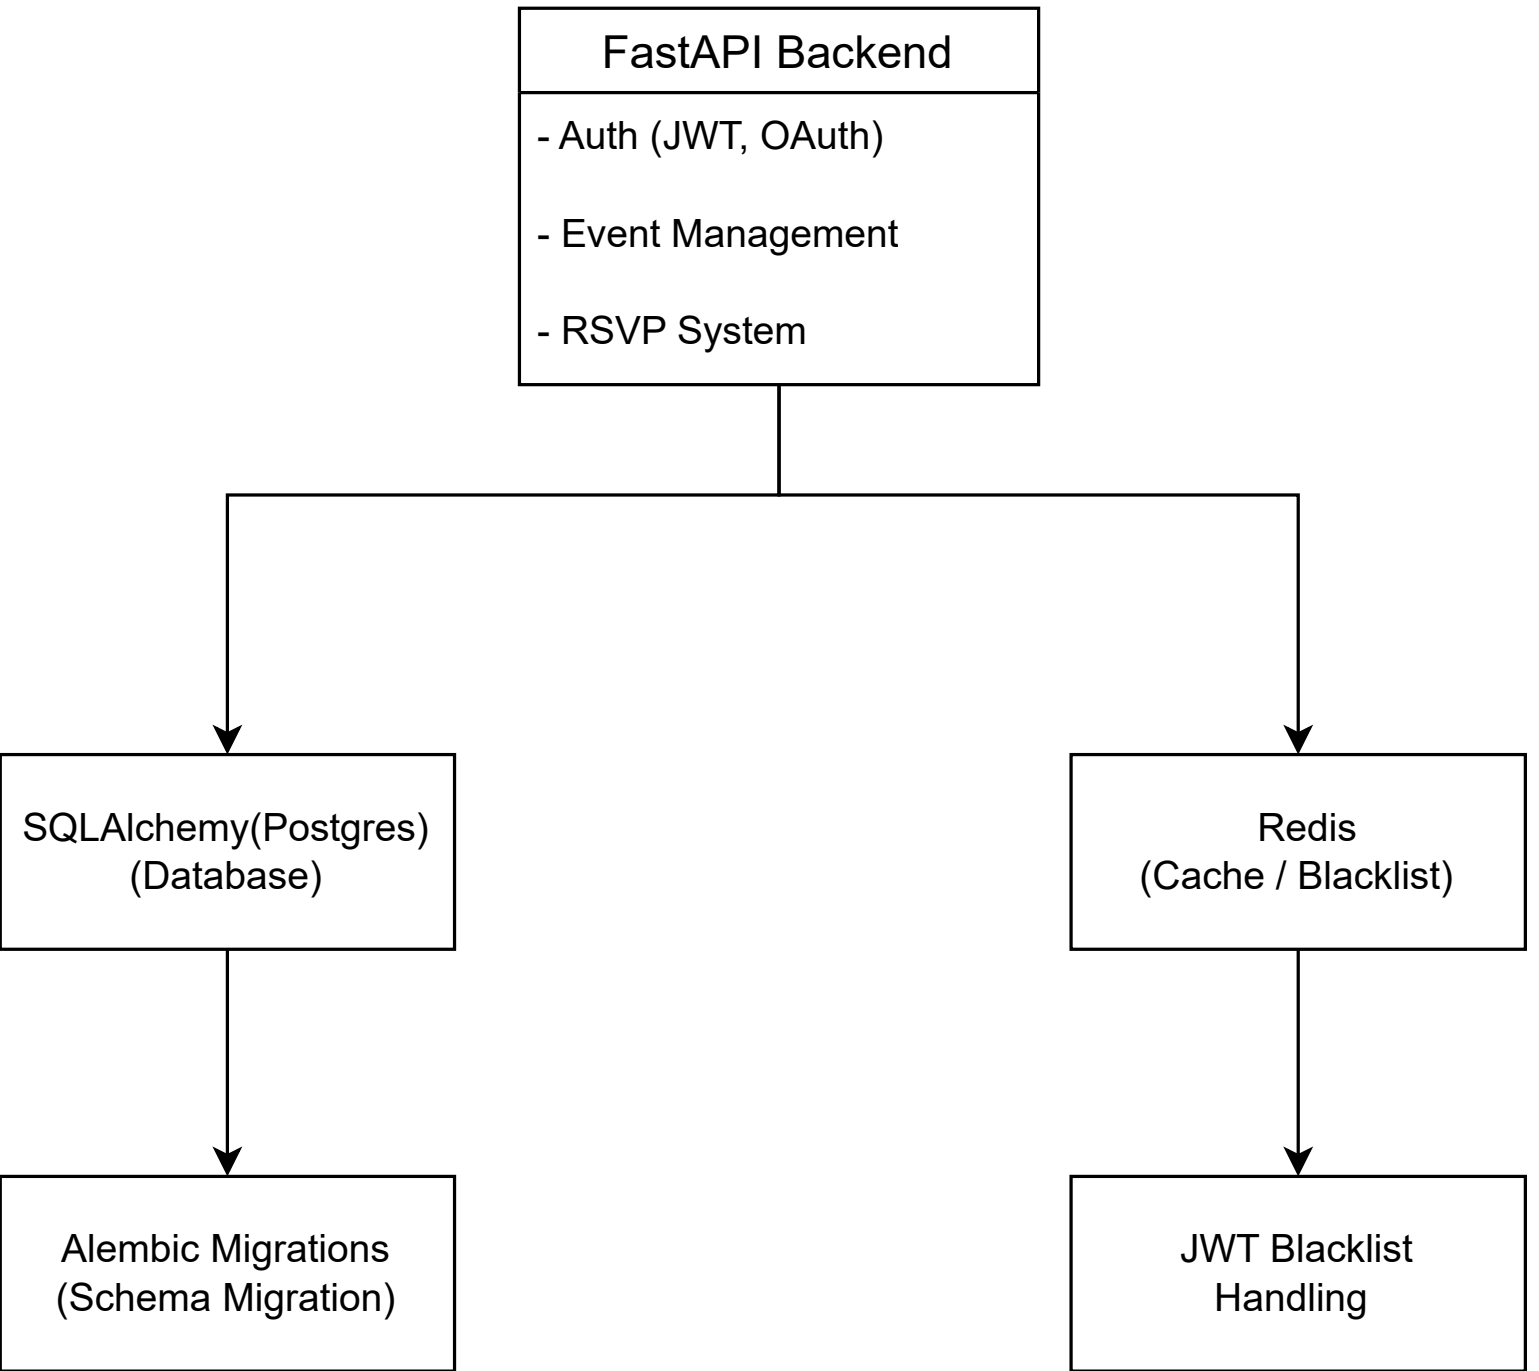 FastAPI Backend
- Auth (JWT, OAuth)
- Event Management
- RSVP System
SQLAlchemy(Postgres)
(Database)
Redis
(Cache / Blacklist)
Alembic Migrations
(Schema Migration)
JWT Blacklist
Handling